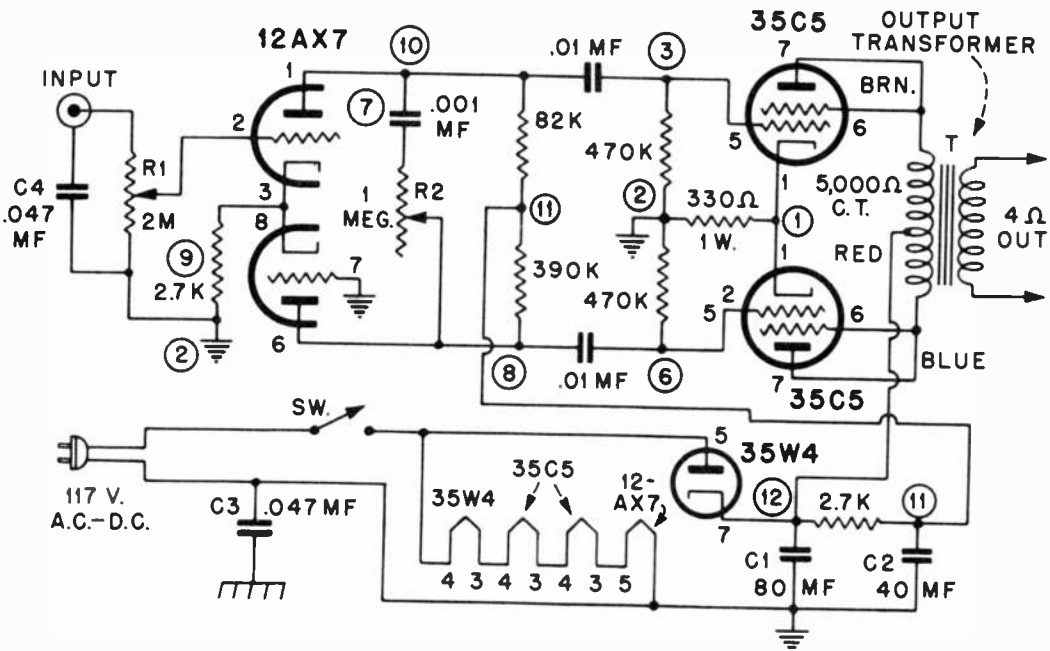 35C5
OUTPUT
TRANSFORMER
12AX7
10
.01 MF
3
7
BRN.
INPUT
1
7
.001
MF
2
82K
470K
5
6
T
R1
C4
.047
MF
2M
3
8
1
MEG.
R2
11
2
330Ω
1 W.
1
1
5,000Ω
C.T.
4Ω
OUT
9
2.7K
7
390K
470K
1
2
5
6
RED
2
6
8
.01 MF
6
7
35C5
BLUE
SW.
5
35W4
117 V.
A.C.-D.C.
C3
.047 MF
35W4
35C5
12-
AX7
7
12
2.7K
11
4 3 4 3 4 3 5
C1
80 MF
C2
40 MF